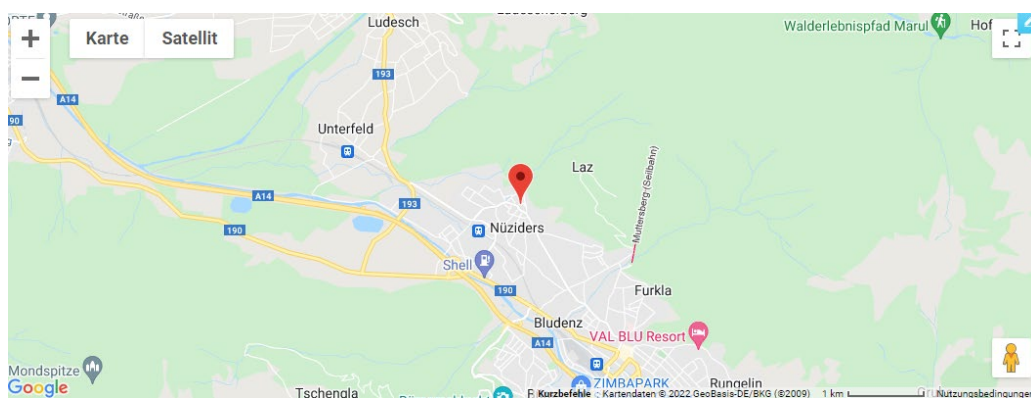 Ludesch
Walderlebnispfad Marul
Karte
Satellit
193
A14
Unterfeld
Laz
Muttersberg (Seilbahn)
A14
193
190
Nüziders
Shell
190
Furkla
Bludenz
A14
VAL BLU Resort
Mondspitze
Google
Tschengla
ZIMBAPARK
Rungelin
Kurzbefehle
Kartendaten © 2022 GeoBasis-DE/BKG (©2009)
1 km
Nutzungsbedingungen